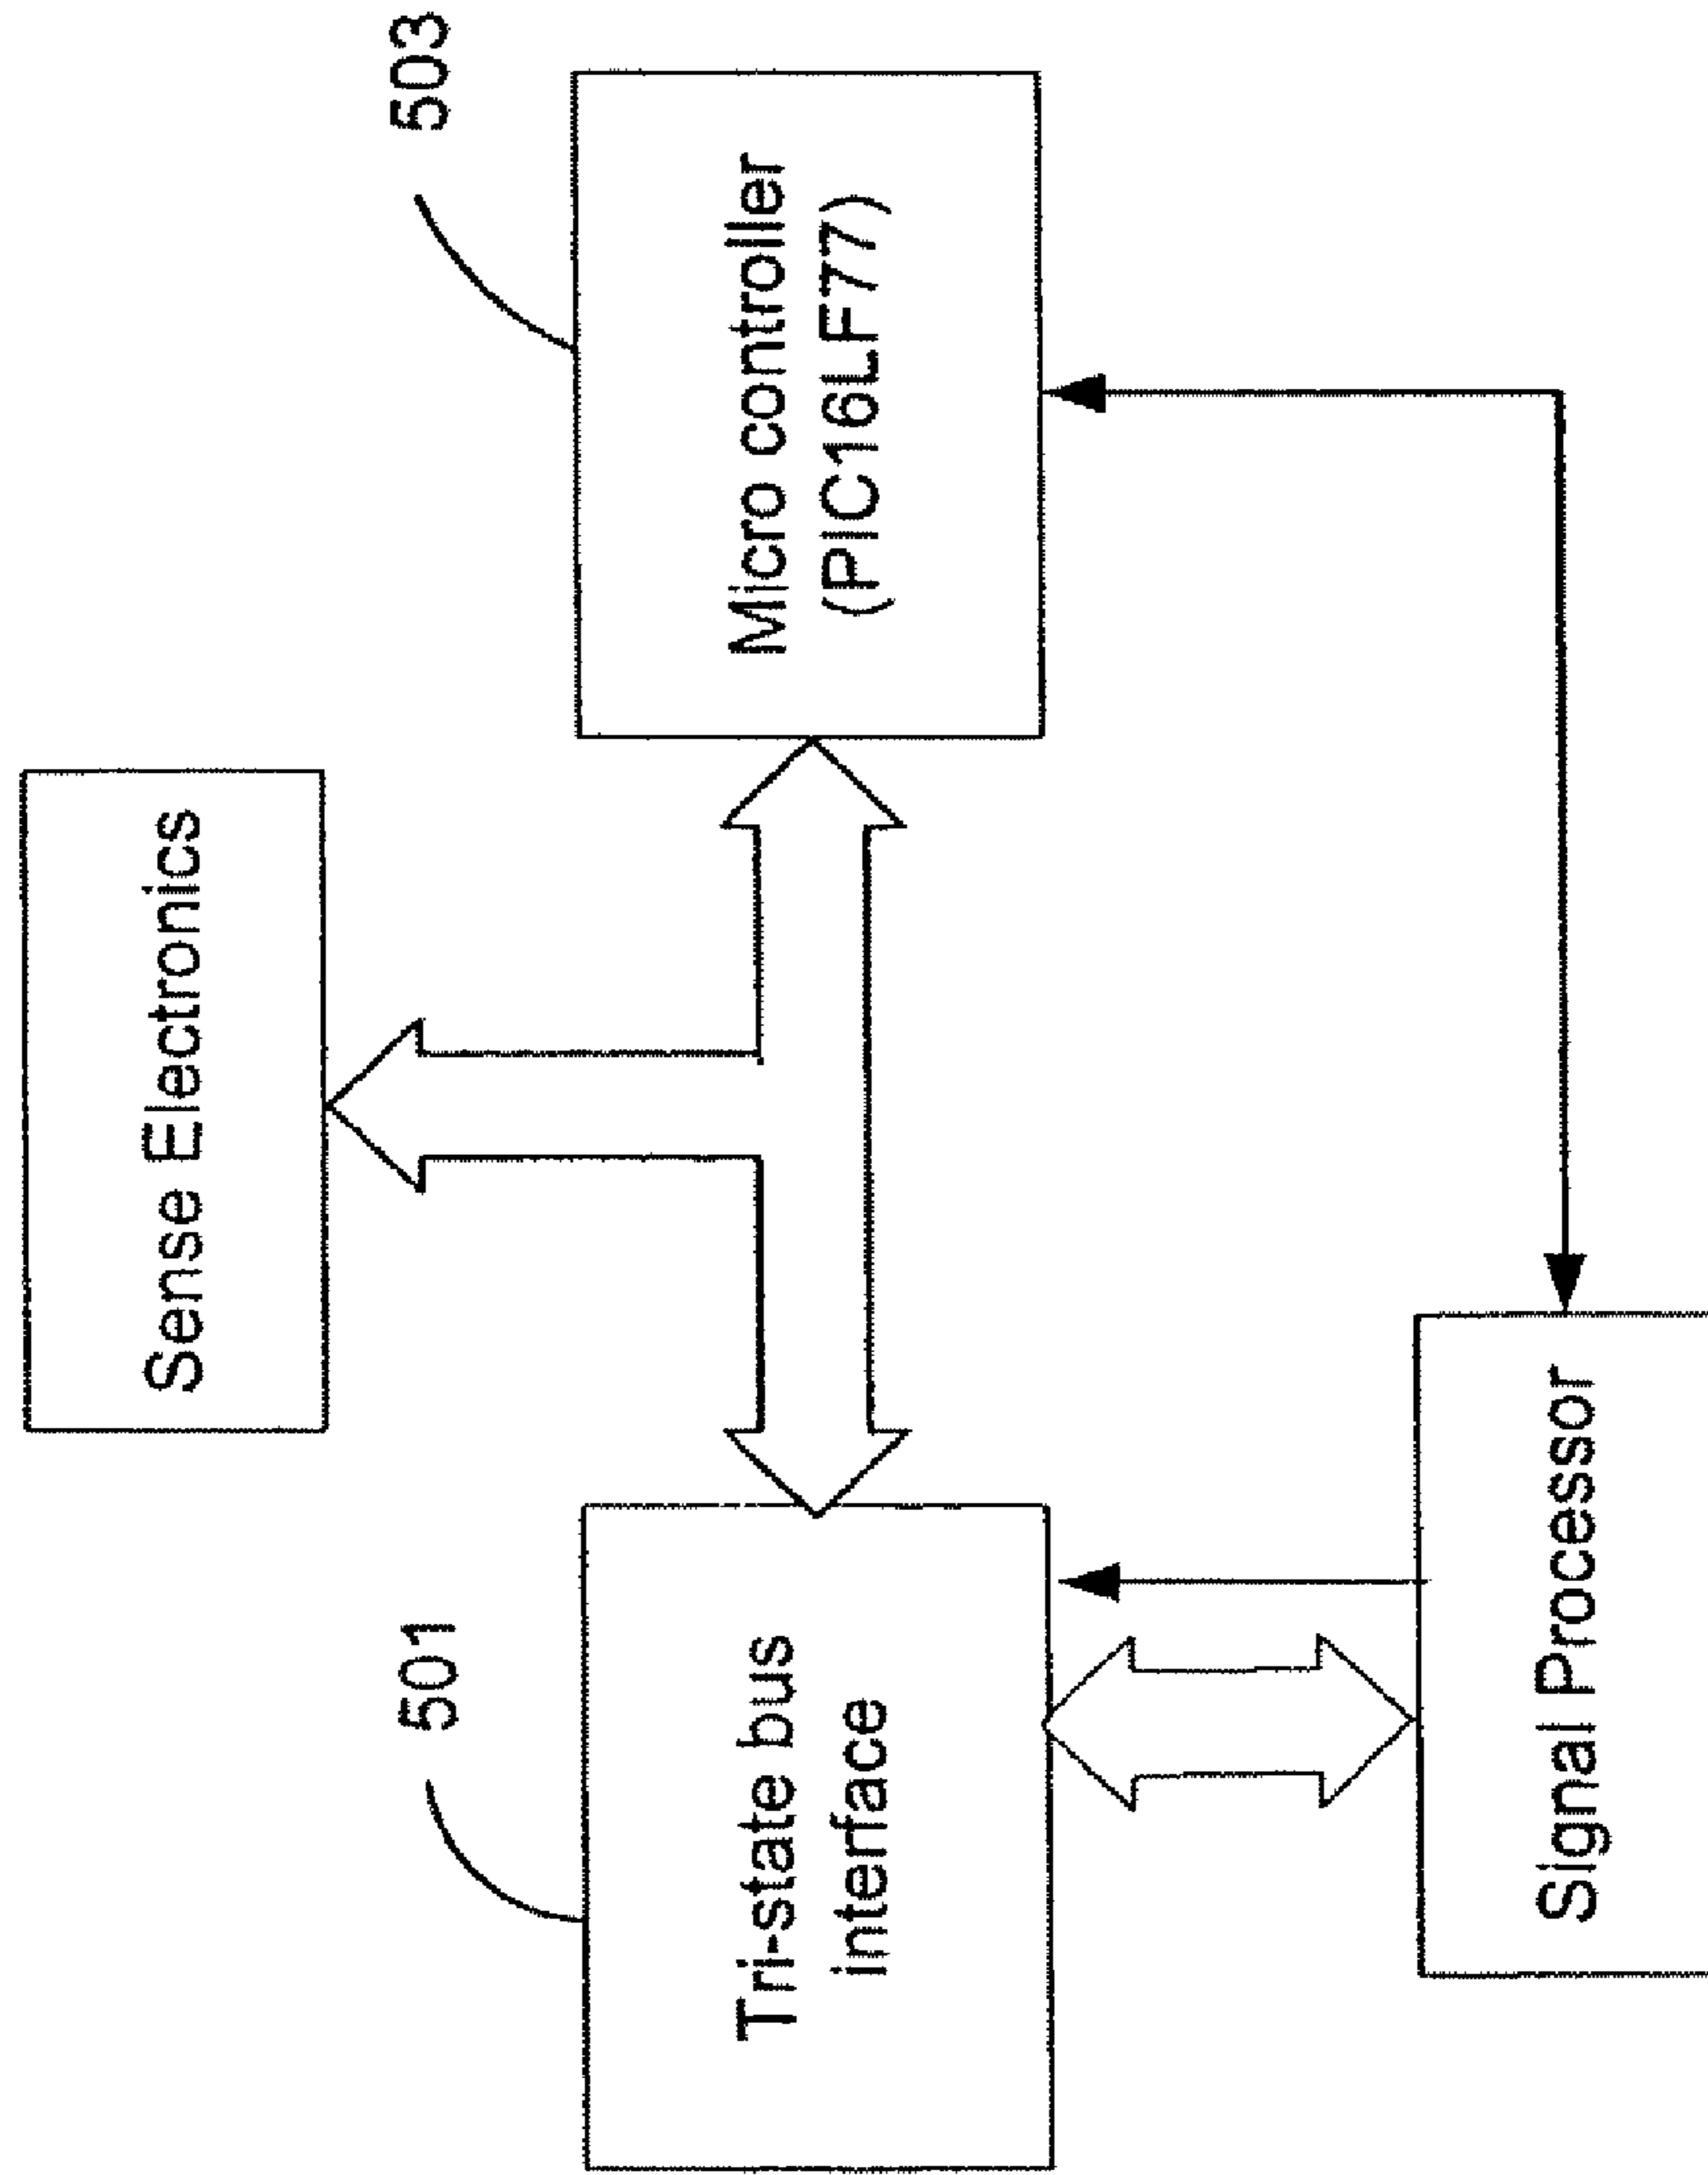 Sense Electronics
501
503
Tri-state bus
interface
Micro controller
(PIC16LF77)
Signal Processor